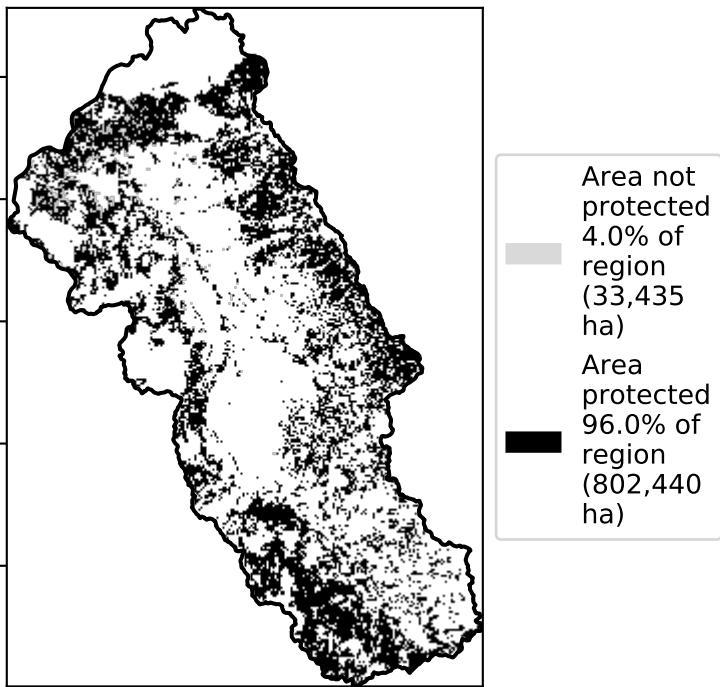 Area not
protected
4.0% of
region
(33,435
ha)
Area
protected
96.0% of
region
(802,440
ha)